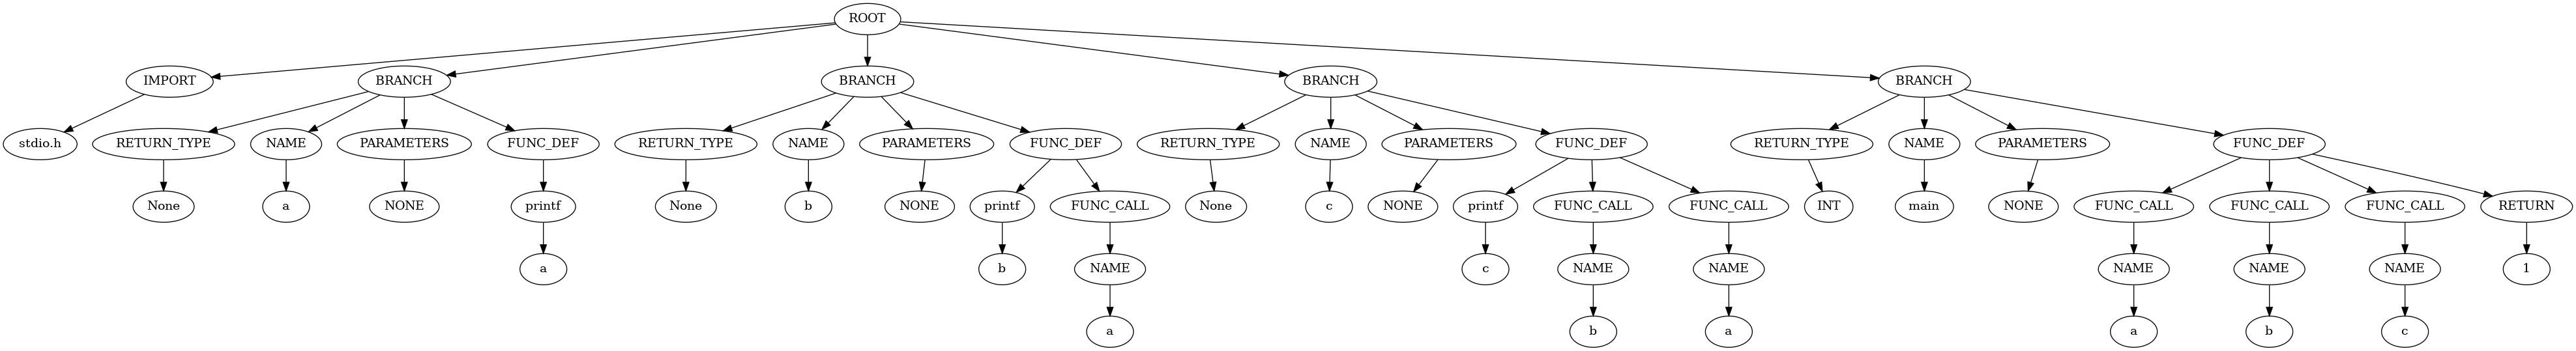 ROOT
IMPORT BRANCH BRANCH BRANCH BRANCH
stdio.h RETURN_TYPE NAME PARAMETERS FUNC_DEF RETURN_TYPE NAME PARAMETERS FUNC_DEF RETURN_TYPE NAME PARAMETERS FUNC_DEF RETURN_TYPE NAME PARAMETERS FUNC_DEF
None a NONE printf None b NONE printf FUNC_CALL None c NONE printf FUNC_CALL FUNC_CALL INT main NONE FUNC_CALL FUNC_CALL FUNC_CALL RETURN
a b NAME c NAME NAME NAME NAME NAME 1
a b a a b c